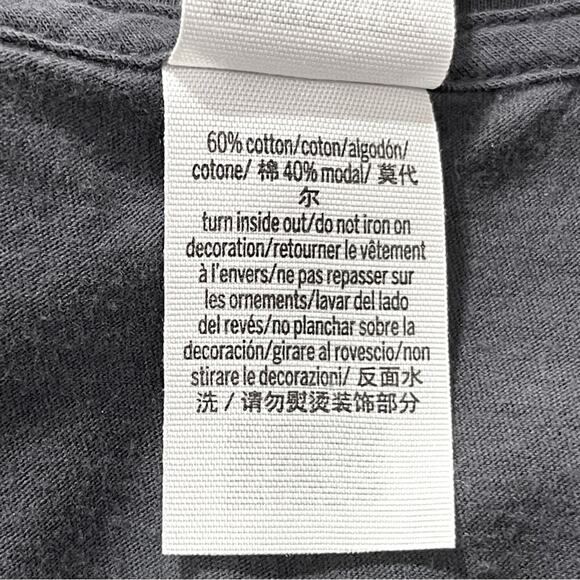 60% cotton/coton/algodón/
cotone/ 棉 40% modal/ 莫代
尔
turn inside out/do not iron on
decoration/retourner le vêtement
à l'envers/ne pas repasser sur
les ornements/lavar del lado
del revés/no planchar sobre la
decoración/girare al rovescio/non
stirare le decorazioni/ 反面水
洗 / 请勿熨烫装饰部分